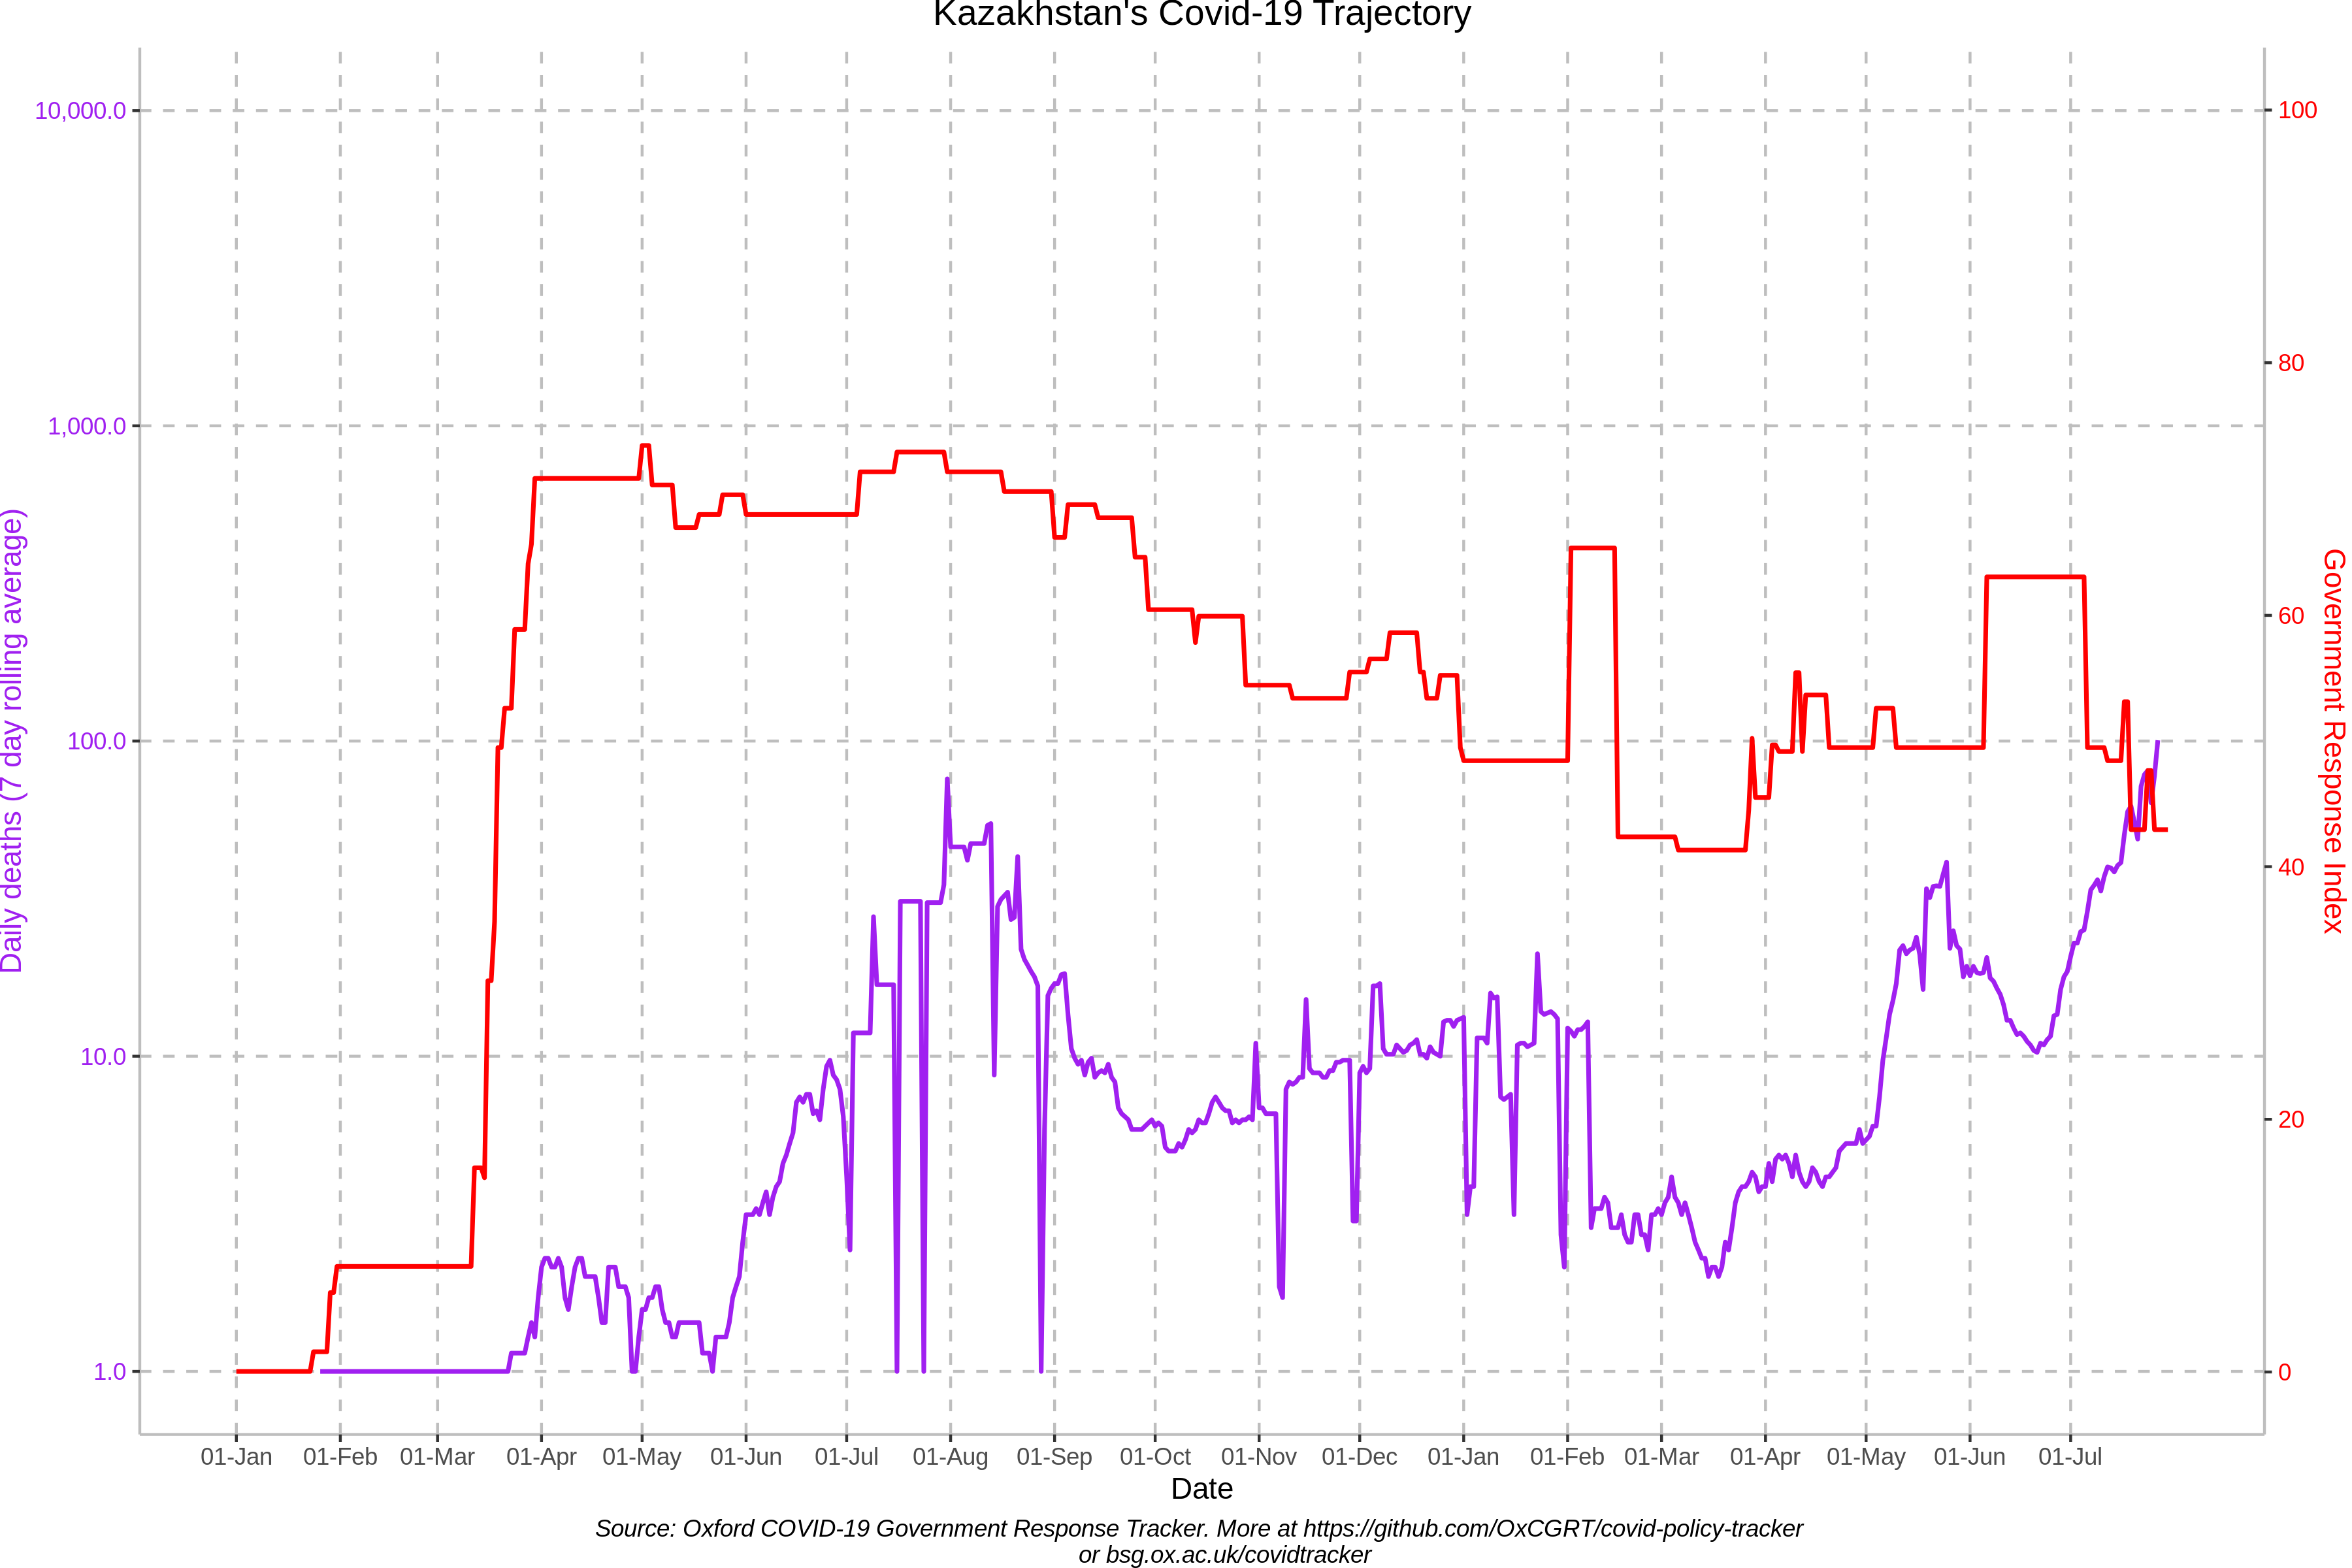 Kazakhstan's Covid-19 Trajectory
10,000.0
1,000.0
100.0
10.0
1.0
Daily deaths (7 day rolling average)
100
80
60
40
20
0
Government Response Index
01-Jan 01-Feb 01-Mar 01-Apr 01-May 01-Jun 01-Jul 01-Aug 01-Sep 01-Oct 01-Nov 01-Dec 01-Jan 01-Feb 01-Mar 01-Apr 01-May 01-Jun 01-Jul
Date
Source: Oxford COVID-19 Government Response Tracker. More at https://github.com/OxCGRT/covid-policy-tracker
or bsg.ox.ac.uk/covidtracker